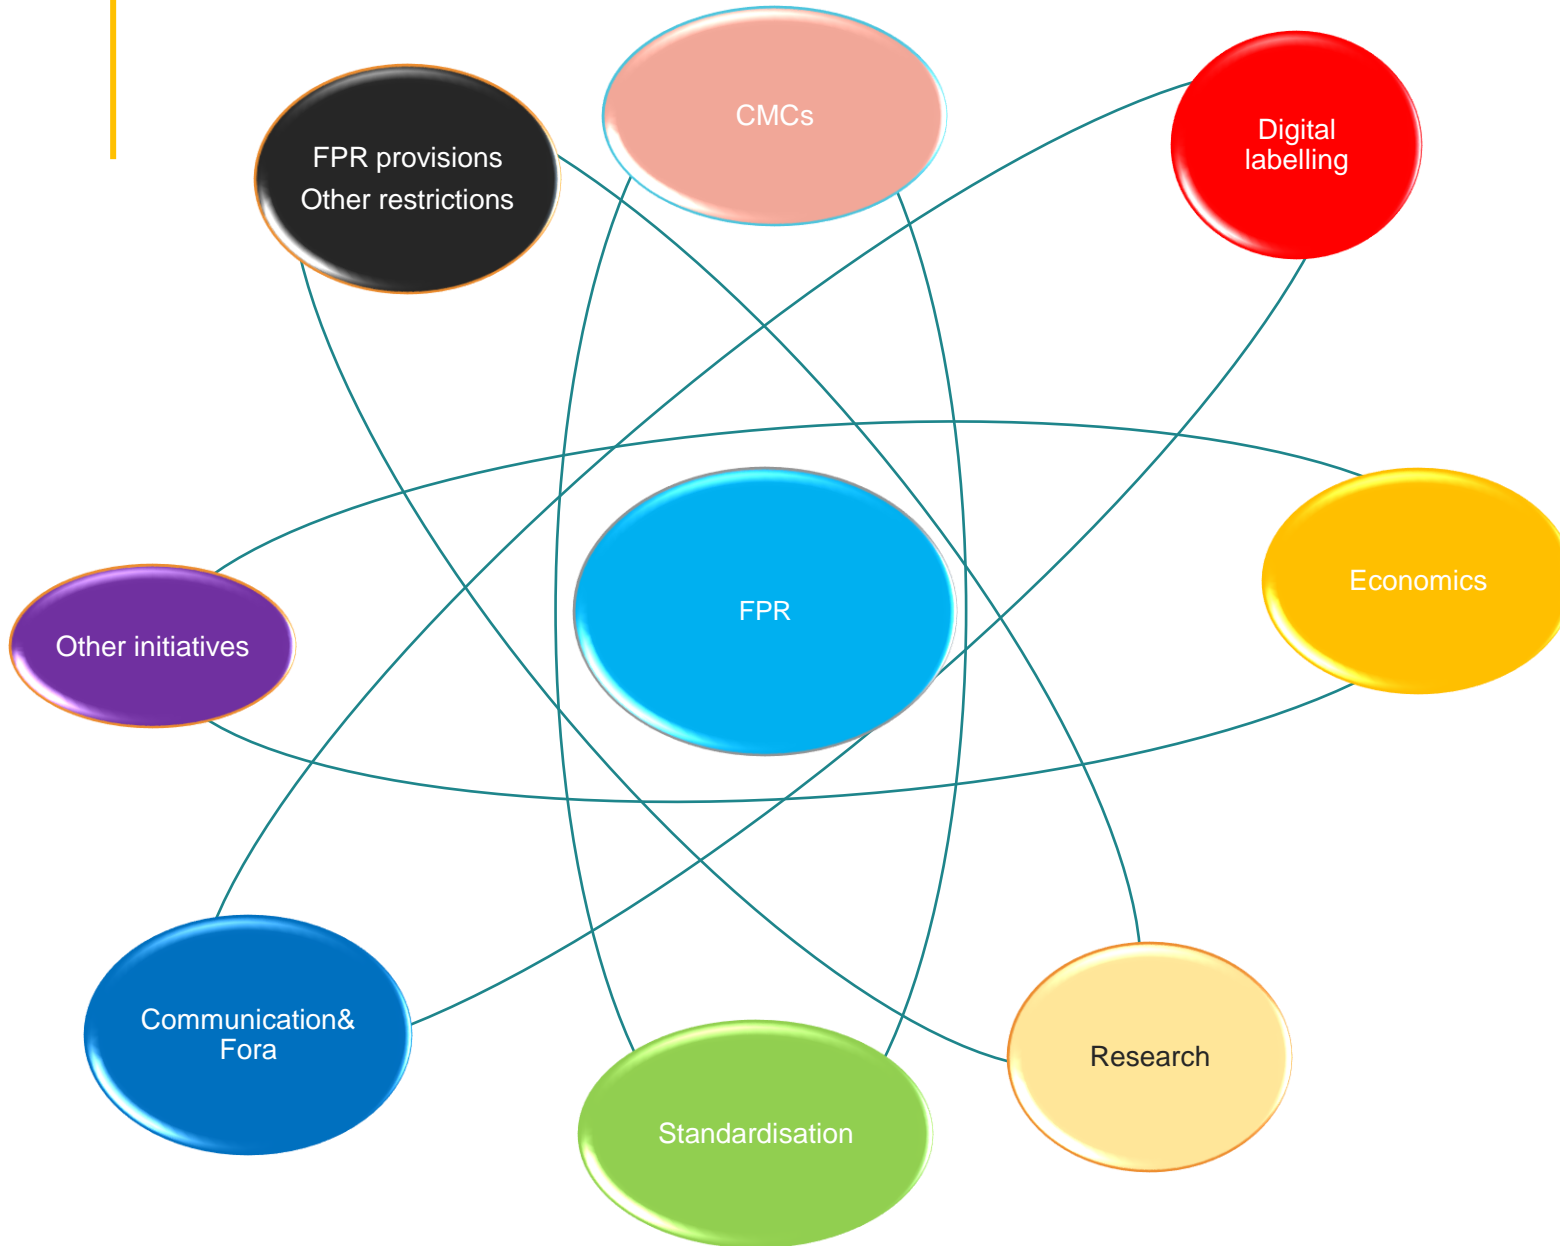 CMCs
FPR provisions
Other restrictions
Digital
labelling
Economics
FPR
Other initiatives
Communication&
Fora
Research
Standardisation